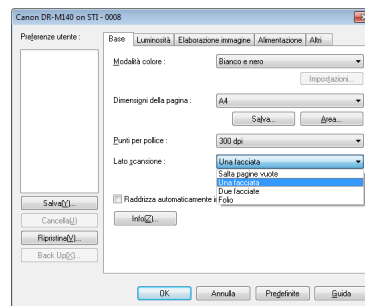 Canon DR-M140 on STI - 0008
Preferenze utente :
Base Luminosità Elaborazione immagine Alimentazione Altri
Modalità colore : Bianco e nero
Impostazioni...
Dimensioni della pagina : A4
Salva... Area...
Punti per pollice : 300 dpi
Lato scansione : Una facciata
Salta pagine vuote
Una facciata
Due facciate
Folio
Raddrizza automaticamente i
Info(Z)...
Salva(Y)...
Cancella(J)
Ripristina(V)...
Back Up(X)...
OK Annulla Predefinite Guida